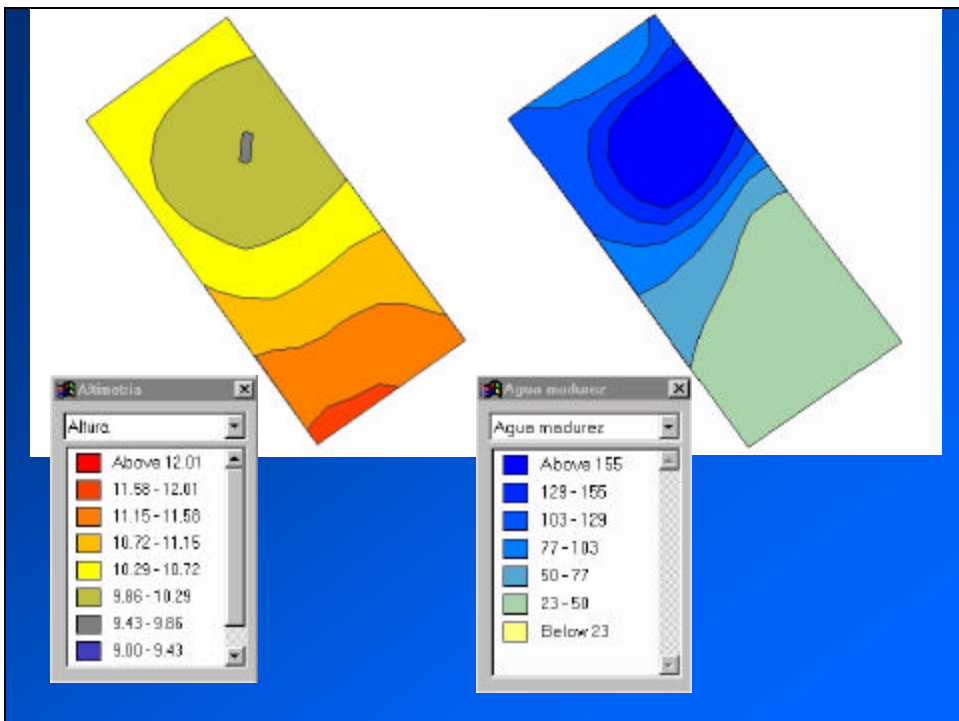 Altimetria
Altura
Above 12.01
11.58 - 12.01
11.15 - 11.58
10.72 - 11.15
10.29 - 10.72
9.86 - 10.29
9.43 - 9.86
9.00 - 9.43
Agua madurez
Agua madurez
Above 155
129 - 155
103 - 129
77 - 103
50 - 77
23 - 50
Below 23